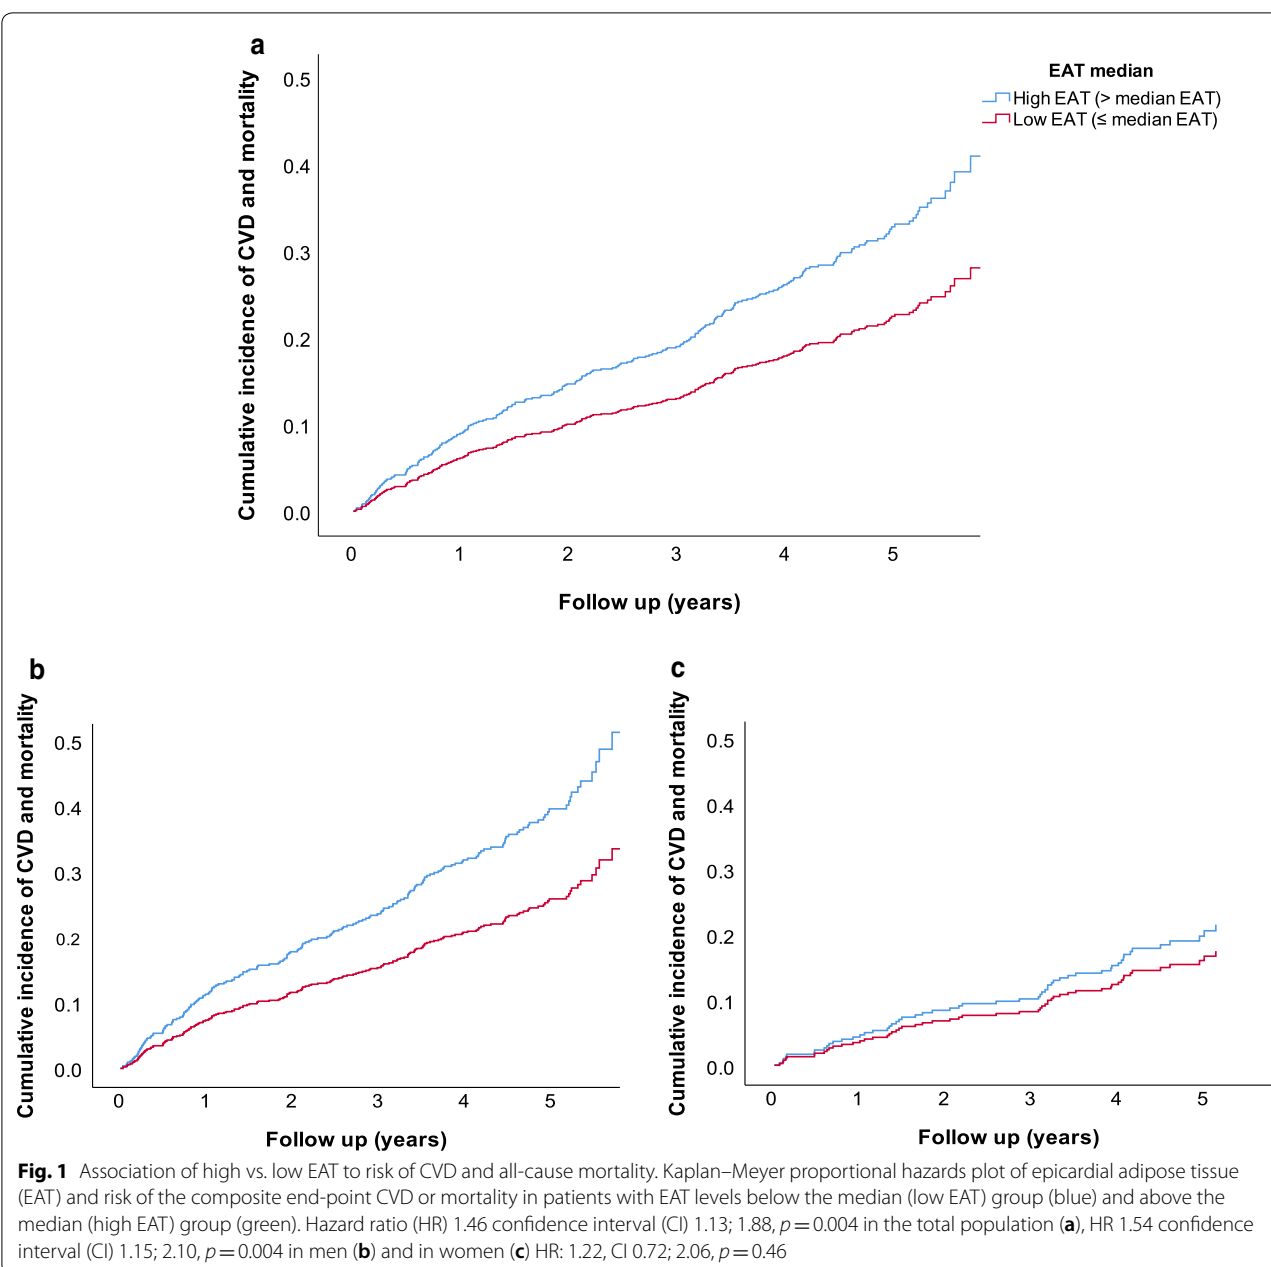 a
Cumulative incidence of CVD and mortality
0.5
0.4
0.3
0.2
0.1
0.0
0 1 2 3 4 5
Follow up (years)
EAT median
High EAT (> median EAT)
Low EAT (≤ median EAT)
b
Cumulative incidence of CVD and mortality
0.5
0.4
0.3
0.2
0.1
0.0
0 1 2 3 4 5
Follow up (years)
c
Cumulative incidence of CVD and mortality
0.5
0.4
0.3
0.2
0.1
0.0
0 1 2 3 4 5
Follow up (years)
Fig. 1 Association of high vs. low EAT to risk of CVD and all-cause mortality. Kaplan–Meyer proportional hazards plot of epicardial adipose tissue
(EAT) and risk of the composite end-point CVD or mortality in patients with EAT levels below the median (low EAT) group (blue) and above the
median (high EAT) group (green). Hazard ratio (HR) 1.46 confidence interval (CI) 1.13; 1.88, p = 0.004 in the total population (a), HR 1.54 confidence
interval (CI) 1.15; 2.10, p = 0.004 in men (b) and in women (c) HR: 1.22, CI 0.72; 2.06, p = 0.46